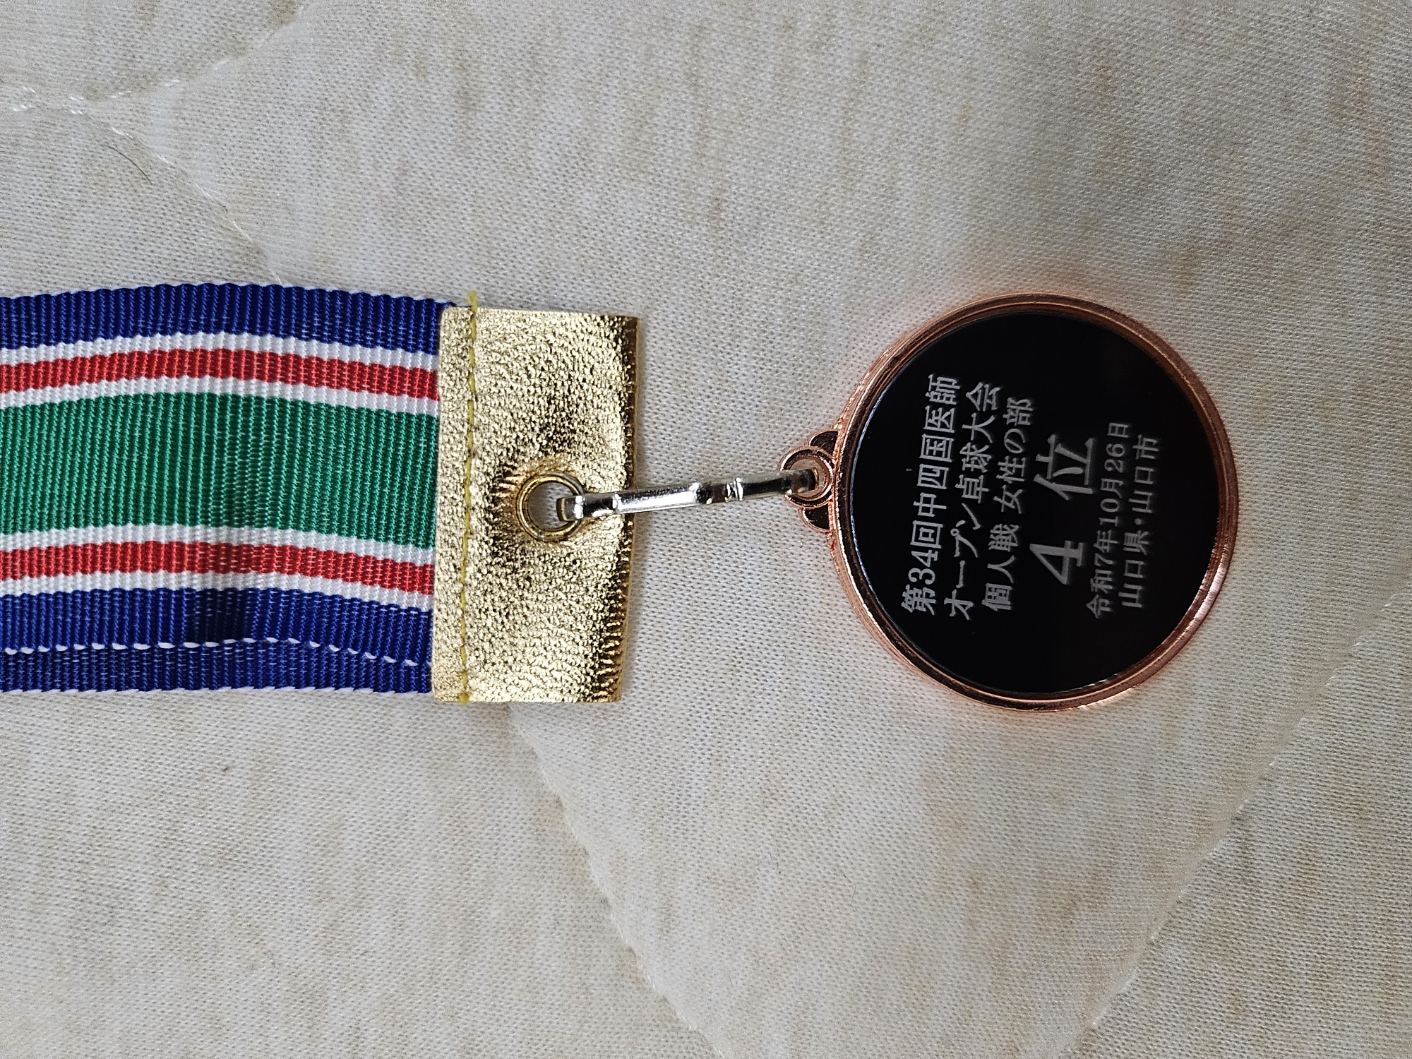 第34回中四国医師
オープン卓球大会
個人戦 女性の部
4 位
令和7年10月26日
山口県・山口市